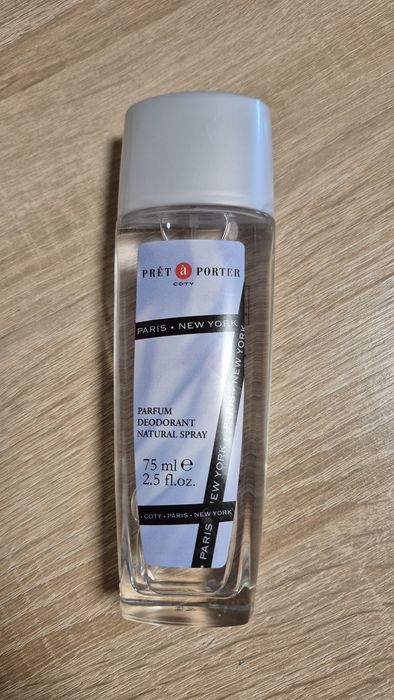 PRÊT à PORTER
COTY
PARIS • NEW YORK
PARFUM
DEODORANT
NATURAL SPRAY
75 ml ℮
2.5 fl.oz.
• COTY • PARIS • NEW YORK
• PARIS • NEW YORK • PARIS • NEW YORK